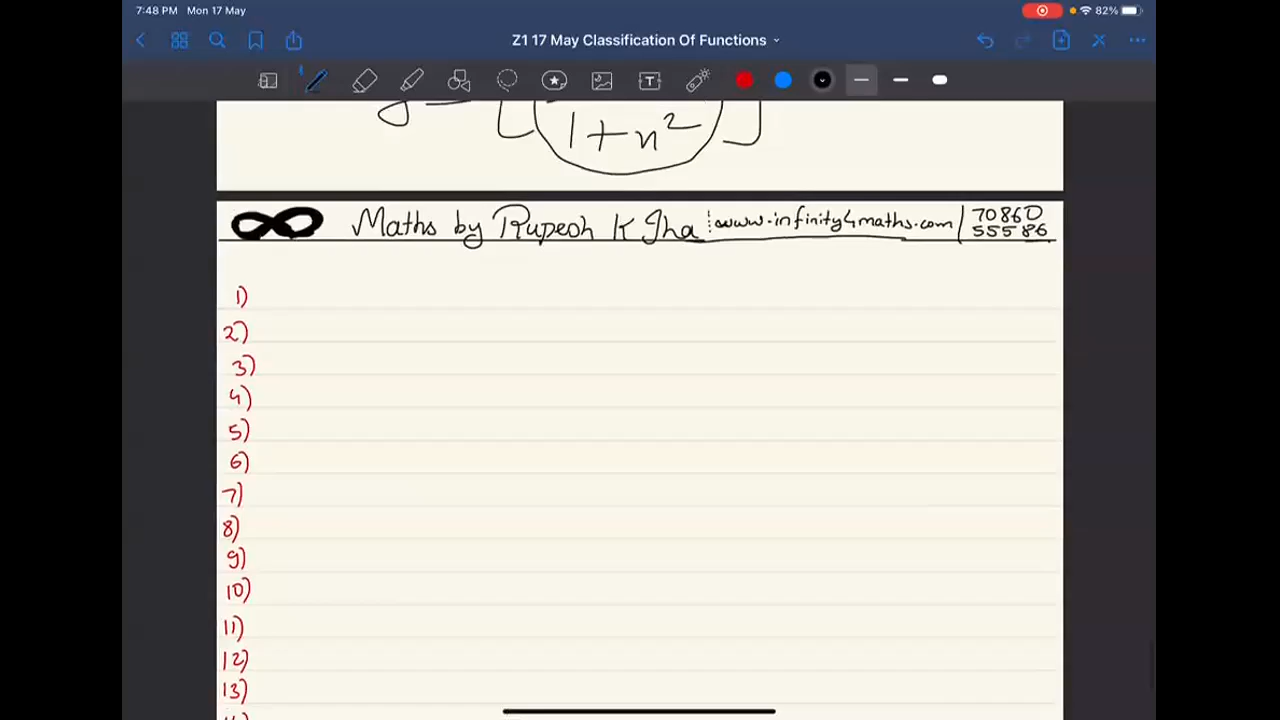 7:48 PM Mon 17 May
82%
Z1 17 May Classification Of Functions
T
y = [
1+x²
]
∞ Maths by Rupesh K Jha www.infinity4maths.com 70860
55586
1)
2)
3)
4)
5)
6)
7)
8)
9)
10)
11)
12)
13)